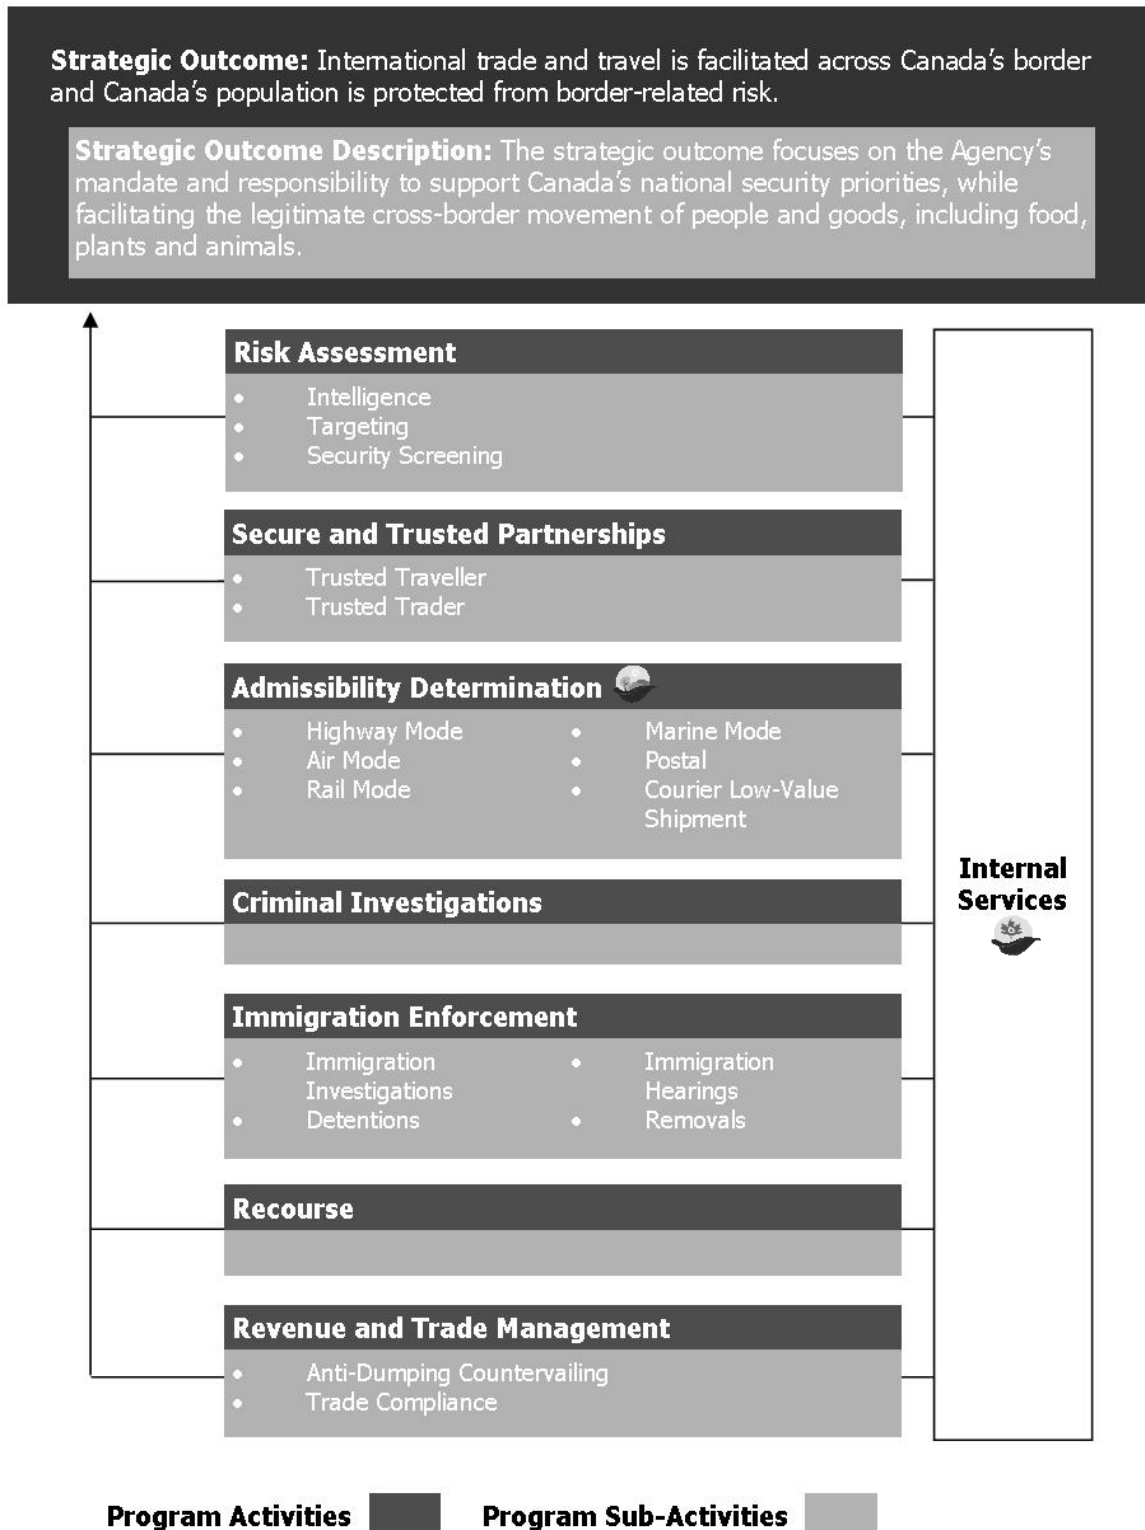 Strategic Outcome: International trade and travel is facilitated across Canada's border
and Canada's population is protected from border-related risk.
Strategic Outcome Description: The strategic outcome focuses on the Agency's
mandate and responsibility to support Canada's national security priorities, while
facilitating the legitimate cross-border movement of people and goods, including food,
plants and animals.
Risk Assessment
• Intelligence
• Targeting
• Security Screening
Secure and Trusted Partnerships
• Trusted Traveller
• Trusted Trader
Admissibility Determination
• Highway Mode
• Air Mode
• Rail Mode
• Marine Mode
• Postal
• Courier Low-Value
Shipment
Criminal Investigations
Immigration Enforcement
• Immigration
Investigations
• Detentions
• Immigration
Hearings
• Removals
Recourse
Revenue and Trade Management
• Anti-Dumping Countervailing
• Trade Compliance
Internal
Services
Program Activities
Program Sub-Activities